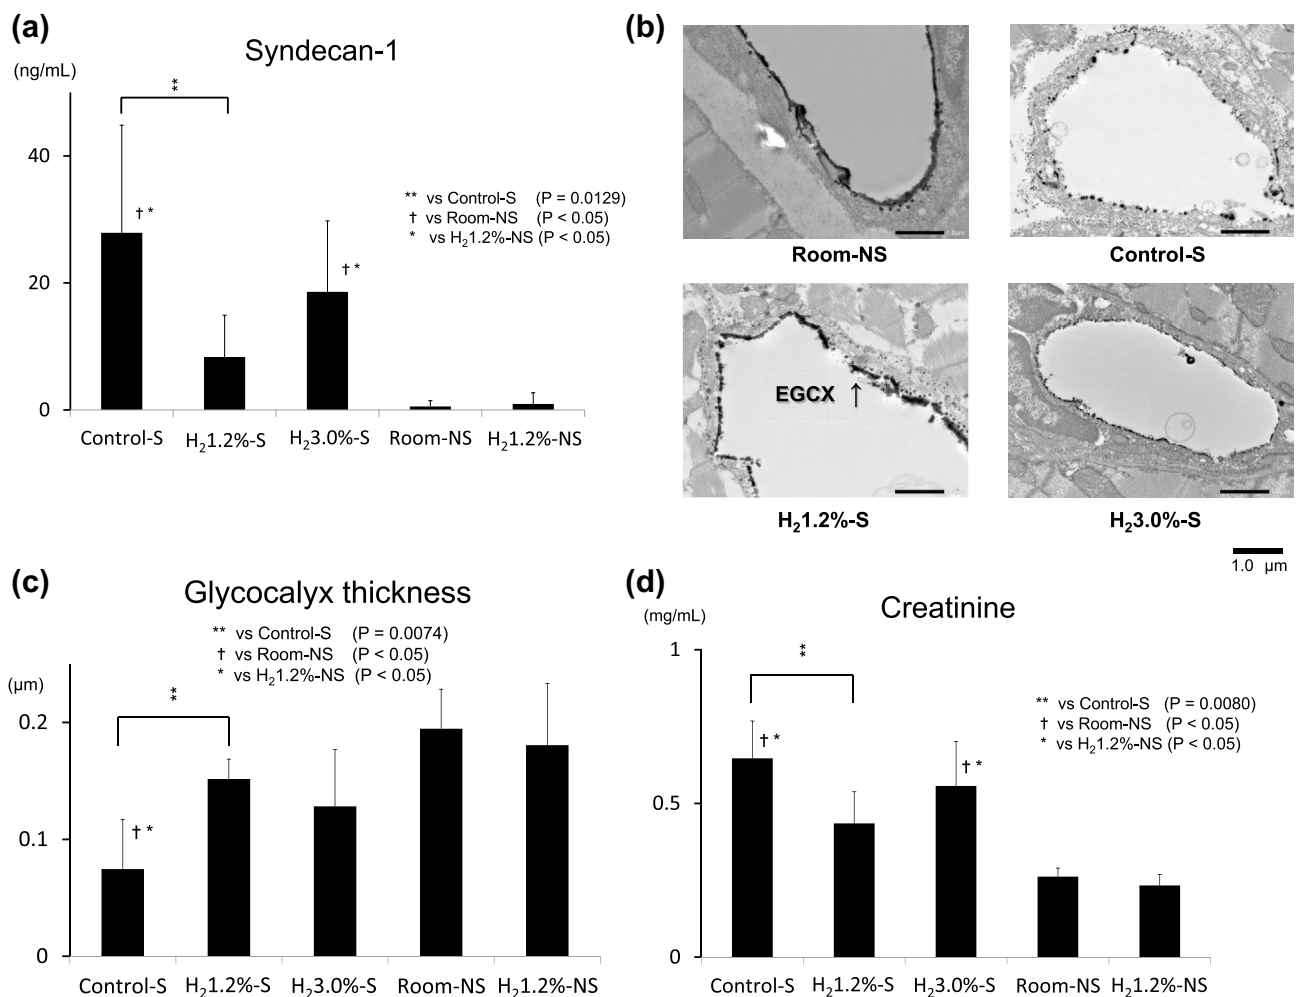 (a)
Syndecan-1
(ng/mL)
**
40
** vs Control-S (P = 0.0129)
† vs Room-NS (P < 0.05)
* vs H₂1.2%-NS (P < 0.05)
† *
† *
20
0
Control-S H₂1.2%-S H₂3.0%-S Room-NS H₂1.2%-NS
(b)
1.0μm
Room-NS
Control-S
EGCX
↑
H₂1.2%-S
H₂3.0%-S
1.0 μm
(c)
Glycocalyx thickness
** vs Control-S (P = 0.0074)
† vs Room-NS (P < 0.05)
* vs H₂1.2%-NS (P < 0.05)
(μm)
**
0.2
† *
0.1
0
Control-S H₂1.2%-S H₂3.0%-S Room-NS H₂1.2%-NS
(d)
Creatinine
(mg/mL)
1
**
** vs Control-S (P = 0.0080)
† vs Room-NS (P < 0.05)
* vs H₂1.2%-NS (P < 0.05)
† *
† *
0.5
0
Control-S H₂1.2%-S H₂3.0%-S Room-NS H₂1.2%-NS